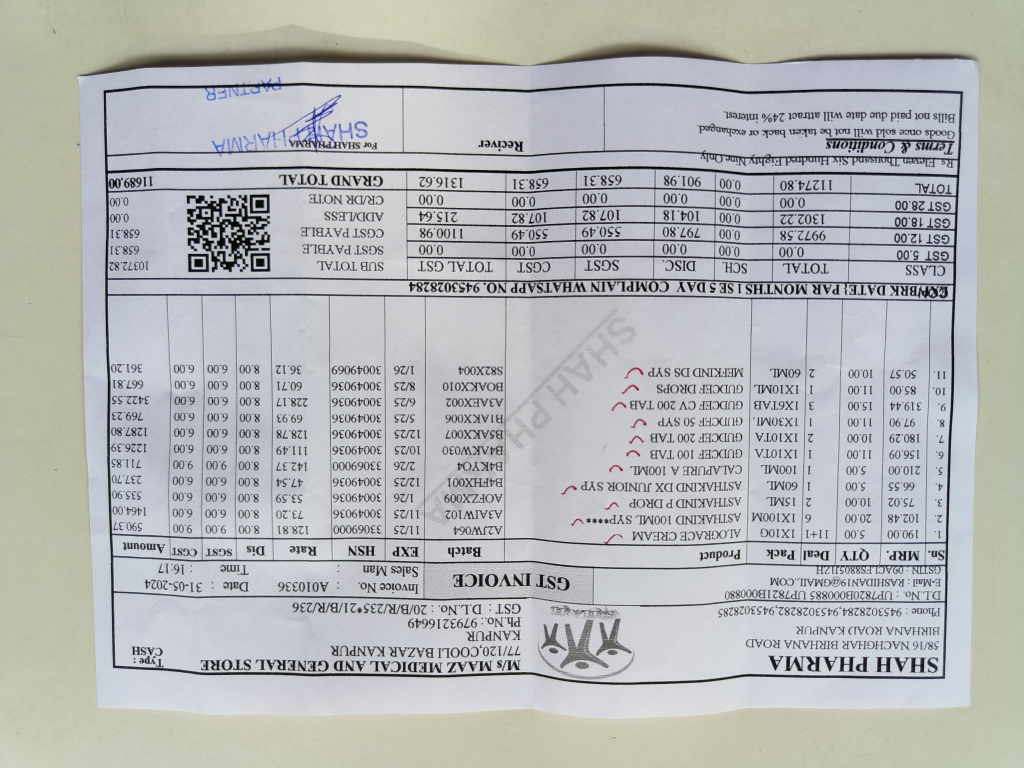 SHAH PHARMA
58/16 NACHGHAR BIRHANA ROAD
BIRHANA ROAD KANPUR
Phone : 9453028284,9453028282,9453028285
D.L.No. : UP7820B000885 UP7821B000880
E-Mail : RASHIDSAN19@GMAIL.COM
GSTIN : 09ACLFS8805J1ZH
M/s MAAZ MEDICAL AND GENERAL STORE
77/120,COOLI BAZAR KANPUR
KANPUR
Ph.No.: 9793216649
GST : D.L.No. : 20/B/R/235*21/B/R/236
Type :
CASH
GST INVOICE
Invoice No. : A010336 Date : 31-05-2024
Sales Man : Time : 16:17
Sn. MRP. QTY. Deal Pack Product Batch EXP HSN Rate Dis SGST CGST Amount
1. 190.00 5.00 11+1 1X10G ALOGRACE CREAM A2JW064 11/25 33069000 128.81 8.00 9.00 9.00 590.37
2. 102.48 20.00 6 1X100M ASTHAKIND 100ML SYP.**** A3AIW102 11/25 30049036 73.20 8.00 6.00 6.00 1464.00
3. 75.02 10.00 2 15ML ASTHAKIND P DROP AOFZX009 1/26 30049036 53.59 8.00 6.00 6.00 535.90
4. 66.55 5.00 1 60ML ASTHAKIND DX JUNIOR SYP B4FHX001 11/25 30049036 47.54 8.00 6.00 6.00 237.70
5. 210.00 5.00 100ML CALAPURE A 100ML B4KYO4 2/26 33069000 142.37 8.00 9.00 9.00 711.85
6. 156.09 11.00 1 1X10TA GUDCEF 100 TAB B4AKW030 10/25 30049036 111.49 8.00 6.00 6.00 1226.39
7. 180.29 10.00 2 1X10TA GUDCEF 200 TAB B5AKX007 12/25 30049036 128.78 8.00 6.00 6.00 1287.80
8. 97.90 11.00 1 1X30ML GUDCEF 50 SYP B1AHX006 5/25 30049036 69.93 8.00 6.00 6.00 769.23
9. 319.44 15.00 3 1X6TAB GUDCEF CV 200 TAB A3EAX002 6/25 30049036 228.17 8.00 6.00 6.00 3422.55
10. 85.00 11.00 1 1X10ML GUDCEF DROPS BOAKX010 8/25 30049036 60.71 8.00 6.00 6.00 667.81
11. 50.57 10.00 2 60ML MEFKIND DS SYP S82X004 1/26 30049069 36.12 8.00 6.00 6.00 361.20
SHAH PHARMA
EXP/BRK DATE PAR MONTHS 1 SE 5 DAY COMPLAIN WHATSAPP NO. 9453028284
CLASS TOTAL SCH. DISC. SGST CGST TOTAL GST SUB TOTAL 10372.82
GST 5.00 0.00 0.00 0.00 0.00 0.00 0.00 SGST PAYBLE 658.31
GST 12.00 9972.58 0.00 797.80 550.49 550.49 1100.98 CGST PAYBLE 658.31
GST 18.00 1302.22 0.00 104.18 107.82 107.82 215.64 ADD/LESS 0.00
GST 28.00 0.00 0.00 0.00 0.00 0.00 0.00 CR/DR NOTE 0.00
TOTAL 11274.80 0.00 901.98 658.31 658.31 1316.62 GRAND TOTAL 11689.00
Rs. Eleven Thousand Six Hundred Eighty Nine Only
Terms & Conditions
Goods once sold will not be taken back or exchanged.
Bills not paid due date will attract 24% interest.
Reciver
For SHAH PHARMA
SHAH PHARMA
PARTNER